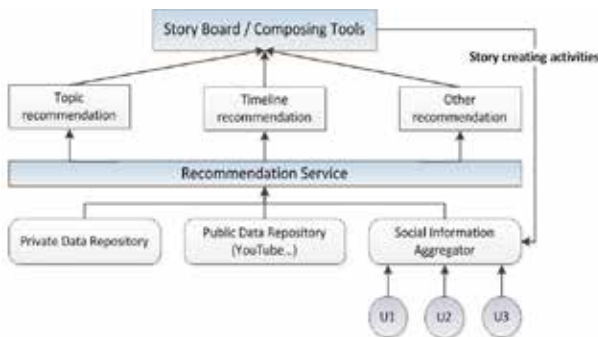 Story Board / Composing Tools
Story creating activities
Topic
recommendation
Timeline
recommendation
Other
recommendation
Recommendation Service
Private Data Repository
Public Data Repository
(YouTube...)
Social Information
Aggregator
U1
U2
U3